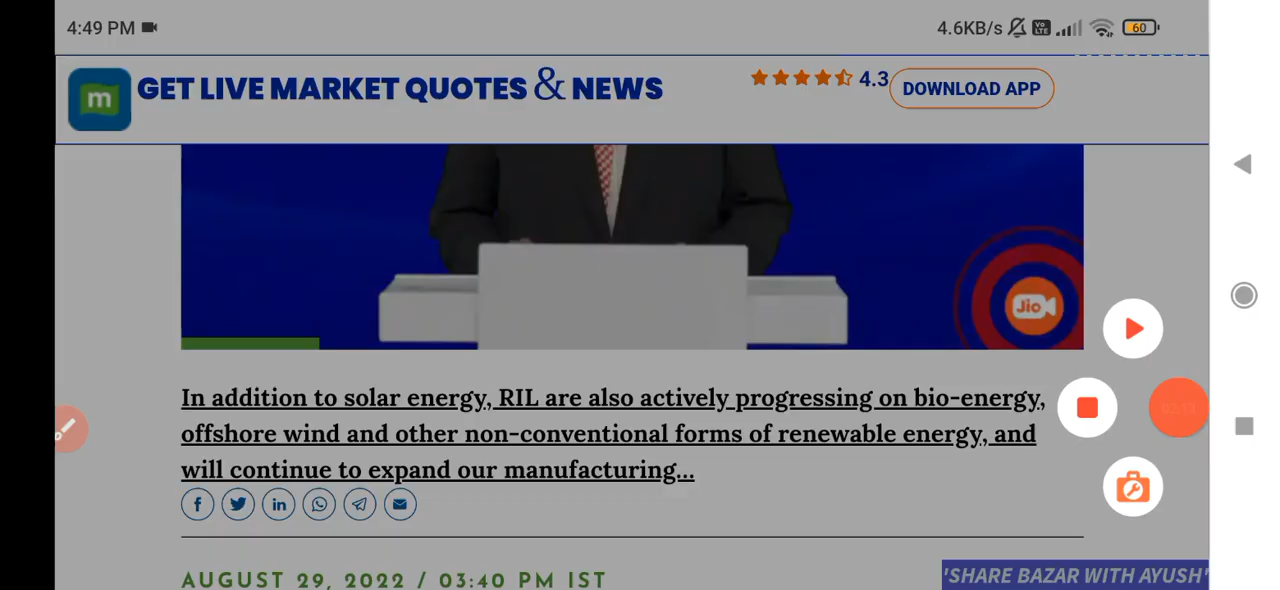 4:49 PM
4.6KB/s
Vo LTE
60
m
GET LIVE MARKET QUOTES & NEWS
4.3
DOWNLOAD APP
Jio
In addition to solar energy, RIL are also actively progressing on bio-energy,
offshore wind and other non-conventional forms of renewable energy, and
will continue to expand our manufacturing...
f
in
AUGUST 29, 2022 / 03:40 PM IST
'SHARE BAZAR WITH AYUSH'